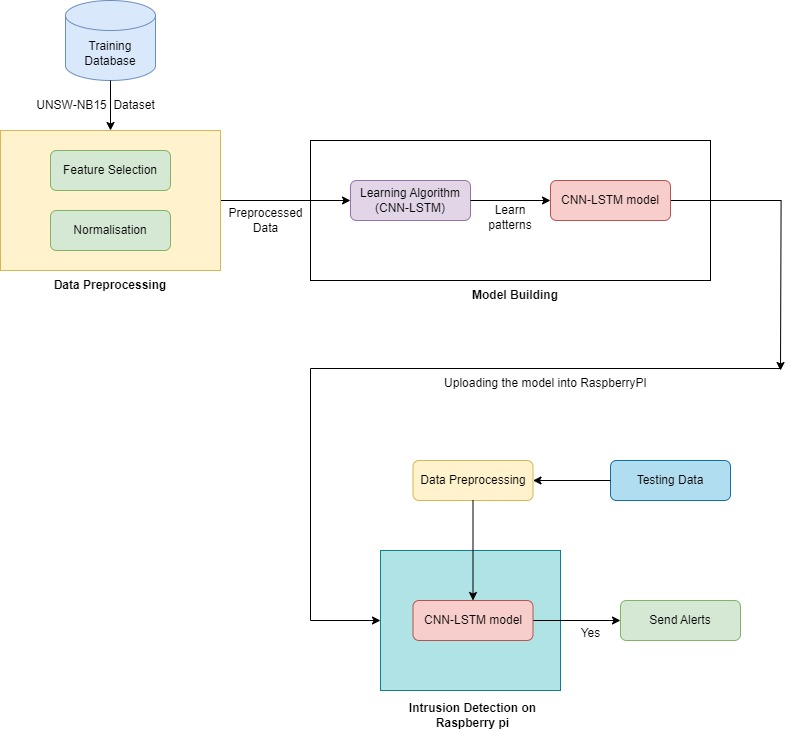 Training
Database
UNSW-NB15 Dataset
Feature Selection
Normalisation
Data Preprocessing
Preprocessed
Data
Learning Algorithm
(CNN-LSTM)
Learn
patterns
CNN-LSTM model
Model Building
Uploading the model into RaspberryPI
Data Preprocessing
Testing Data
CNN-LSTM model
Yes
Send Alerts
Intrusion Detection on
Raspberry pi